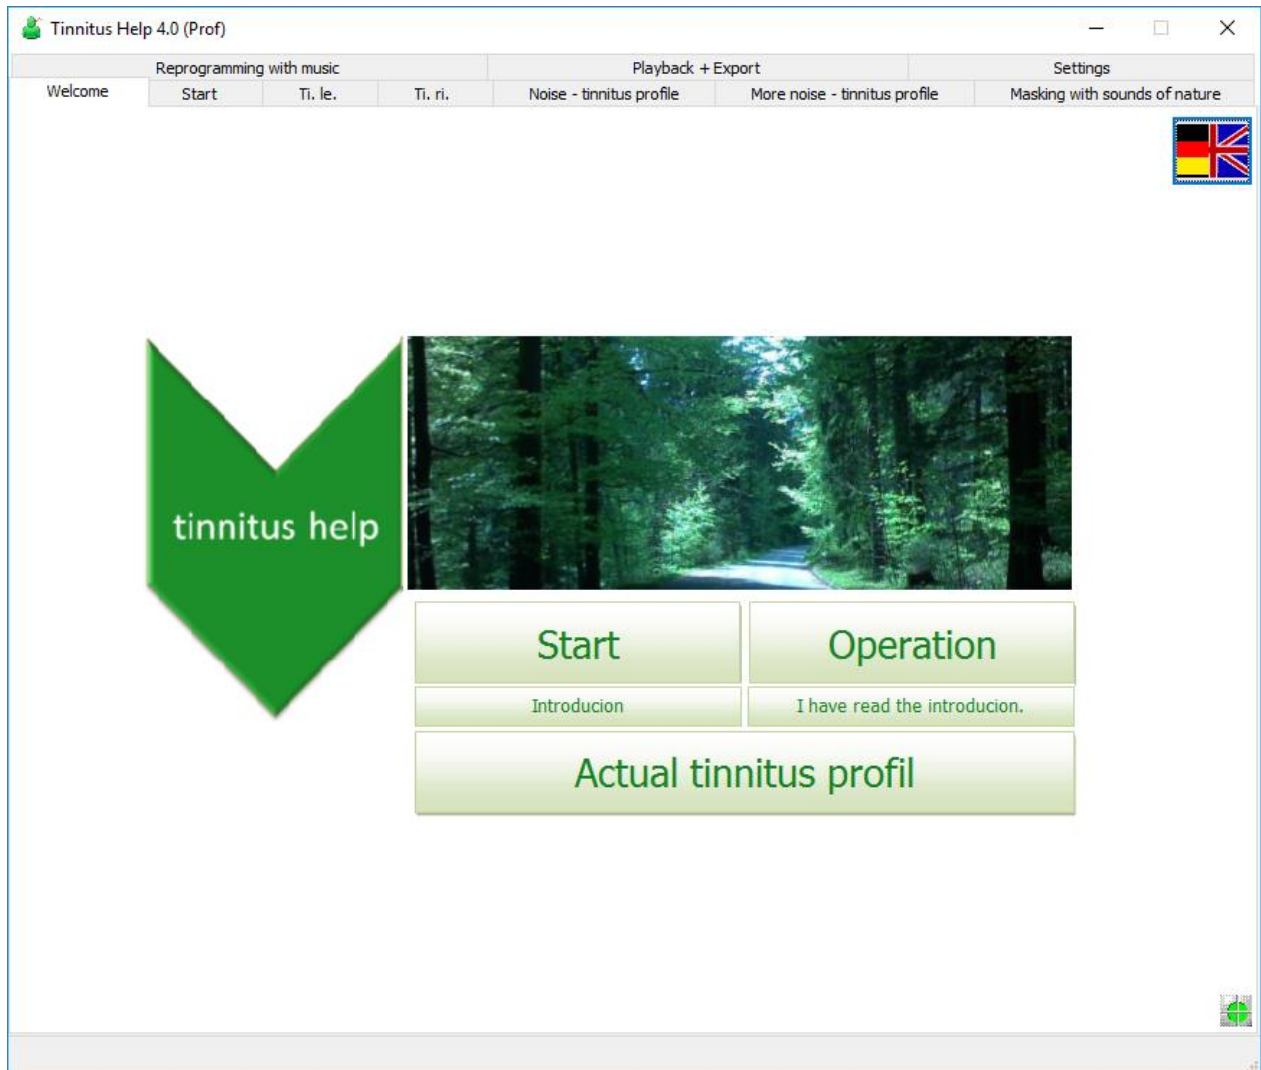 Tinnitus Help 4.0 (Prof)
Reprogramming with music Playback + Export Settings
Welcome Start Ti. le. Ti. ri. Noise - tinnitus profile More noise - tinnitus profile Masking with sounds of nature
tinnitus help
Start Operation
Introducion I have read the introducion.
Actual tinnitus profil